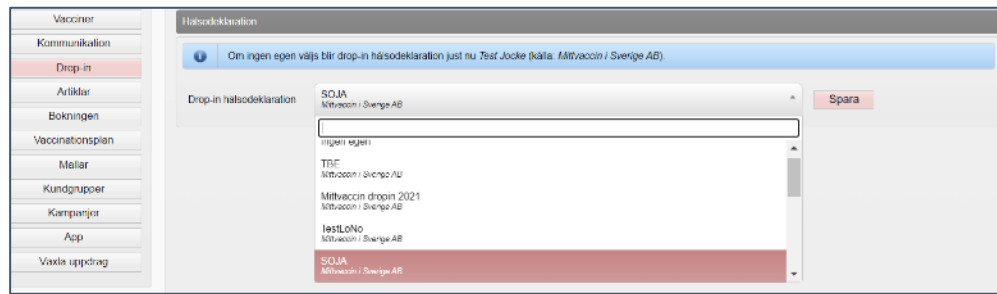 Vacciner
Kommunikation
Drop-in
Artiklar
Bokningen
Vaccinationsplan
Mallar
Kundgrupper
Kampanjer
App
Växla uppdrag
Hälsodeklaration
Om ingen egen väljs blir drop-in hälsodeklaration just nu Test Jocke (källa: Mittvaccin i Sverige AB).
Drop-in hälsodeklaration
SOJA
Mittvaccin i Sverige AB
Spara
Ingen egen
TBE
Mittvaccin i Sverige AB
Mittvaccin dropin 2021
Mittvaccin i Sverige AB
TestLoNo
Mittvaccin i Sverige AB
SOJA
Mittvaccin i Sverige AB